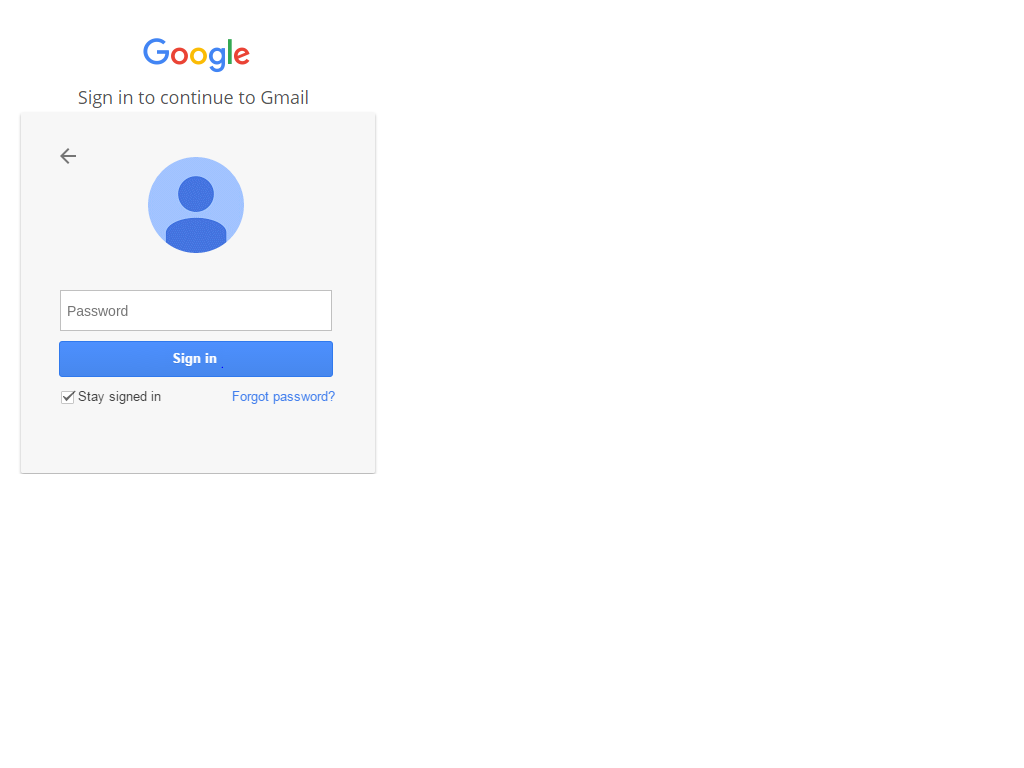 Google
Sign in to continue to Gmail
Password
Sign in
Stay signed in
Forgot password?